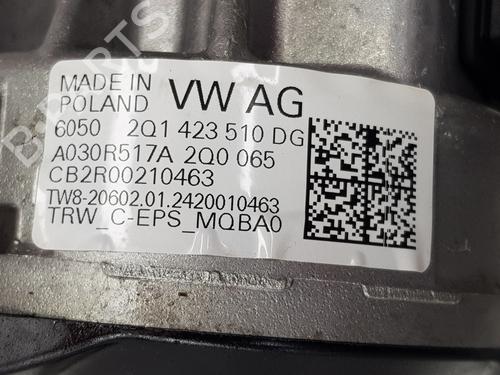 MADE IN
POLAND
VW AG
6050 2Q1 423 510 DG
A030R517A 2Q0 065
CB2R00210463
TW8-20602.01.2420010463
TRW_C-EPS_MQBA0